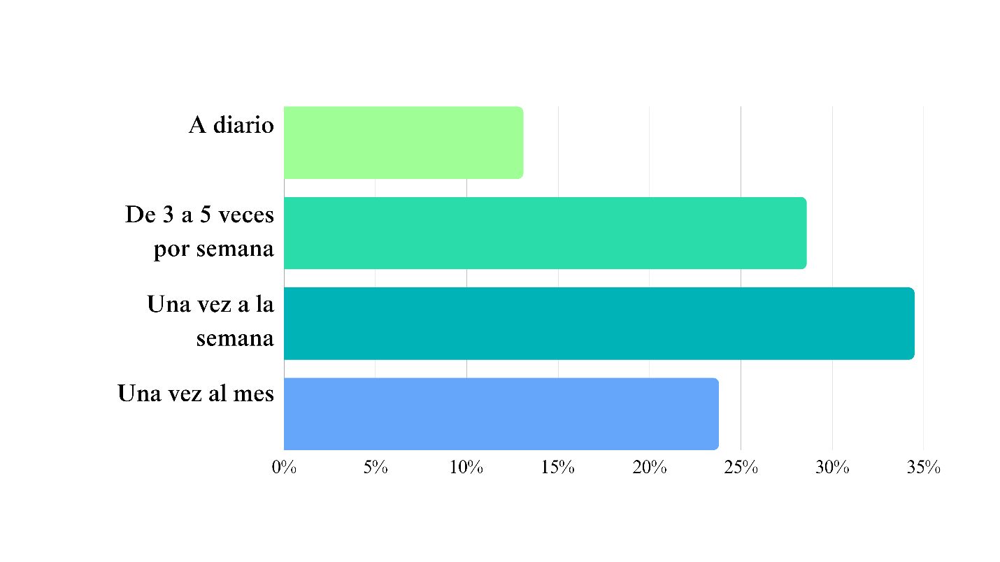 A diario
De 3 a 5 veces
por semana
Una vez a la
semana
Una vez al mes
0% 5% 10% 15% 20% 25% 30% 35%